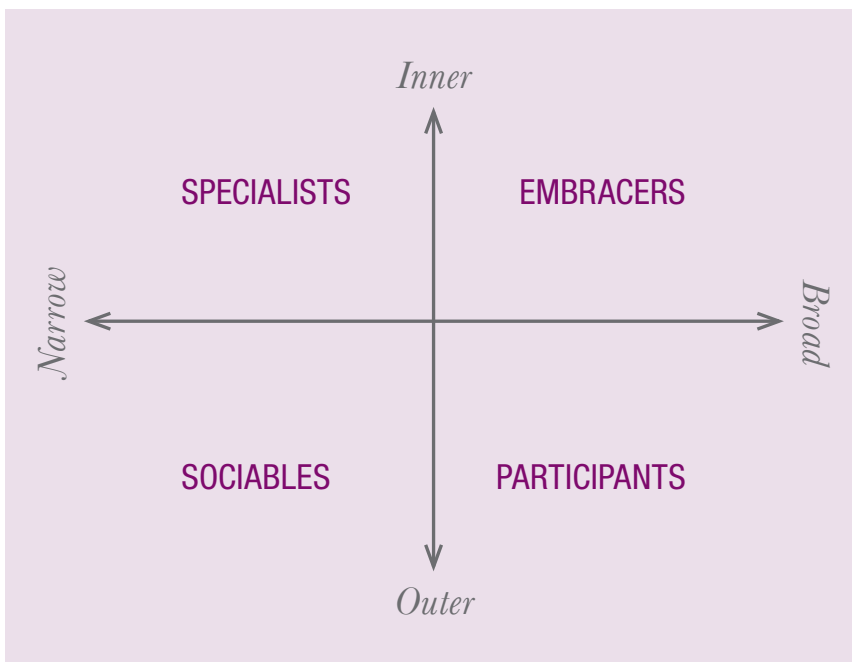 Inner
SPECIALISTS
EMBRACERS
Narrow
Broad
SOCIABLES
PARTICIPANTS
Outer